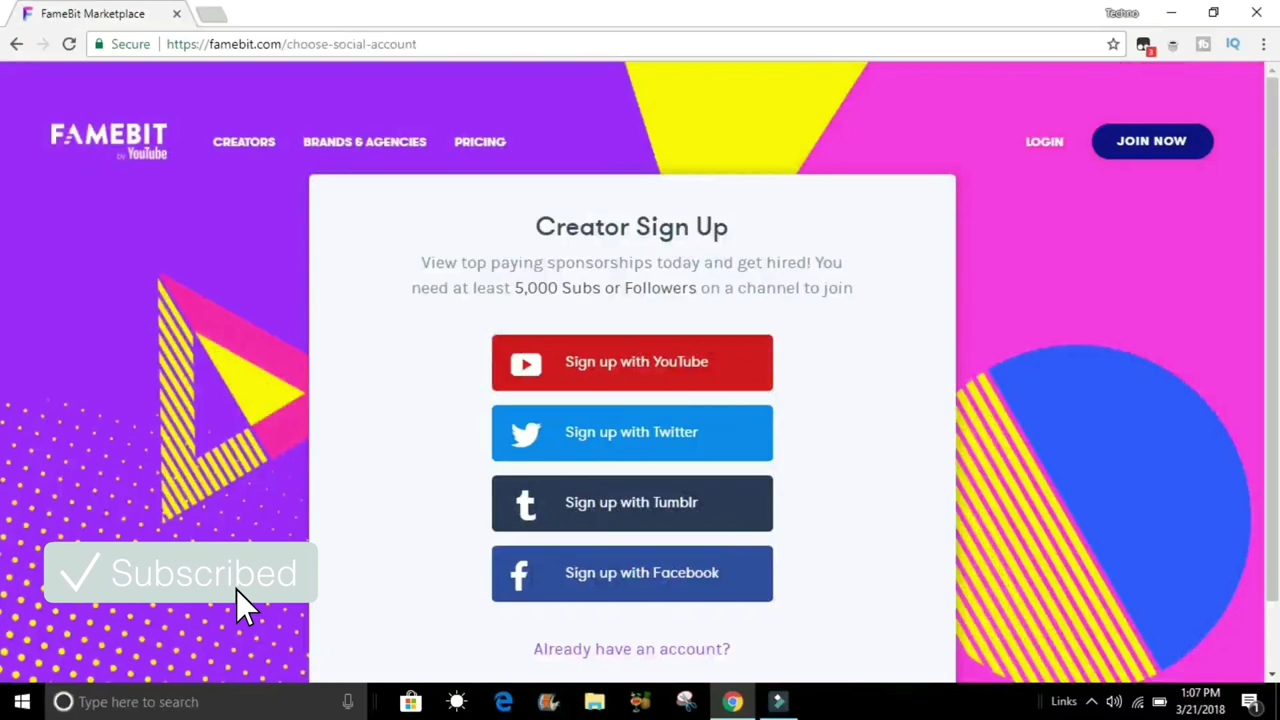 FameBit Marketplace
Techno
Secure
https://famebit.com/choose-social-account
3
IQ
FAMEBIT
by YouTube
CREATORS
BRANDS & AGENCIES
PRICING
LOGIN
JOIN NOW
Creator Sign Up
View top paying sponsorships today and get hired! You
need at least 5,000 Subs or Followers on a channel to join
Sign up with YouTube
Sign up with Twitter
Sign up with Tumblr
Sign up with Facebook
Already have an account?
Subscribed
Type here to search
Links
1:07 PM
3/21/2018
1